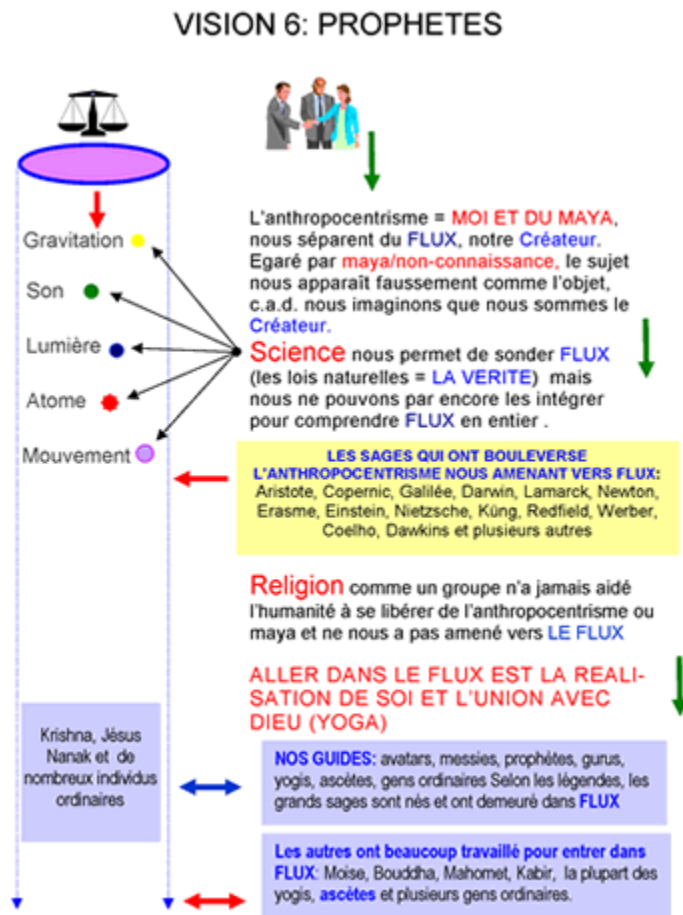 VISION 6: PROPHETES
Gravitation
Son
Lumière
Atome
Mouvement
L'anthropocentrisme = MOI ET DU MAYA,
nous séparent du FLUX, notre Créateur.
Egaré par maya/non-connaissance, le sujet
nous apparaît faussement comme l'objet,
c.a.d. nous imaginons que nous sommes le
Créateur.
Science nous permet de sonder FLUX
(les lois naturelles = LA VERITE) mais
nous ne pouvons par encore les intégrer
pour comprendre FLUX en entier .
LES SAGES QUI ONT BOULEVERSE
L'ANTHROPOCENTRISME NOUS AMENANT VERS FLUX:
Aristote, Copernic, Galilée, Darwin, Lamarck, Newton,
Erasme, Einstein, Nietzsche, Küng, Redfield, Werber,
Coelho, Dawkins et plusieurs autres
Religion comme un groupe n'a jamais aidé
l'humanité à se libérer de l'anthropocentrisme ou
maya et ne nous a pas amené vers LE FLUX
ALLER DANS LE FLUX EST LA REALI-
SATION DE SOI ET L'UNION AVEC
DIEU (YOGA)
Krishna, Jésus
Nanak et de
nombreux individus
ordinaires
NOS GUIDES: avatars, messies, prophètes, gurus,
yogis, ascètes, gens ordinaires Selon les légendes, les
grands sages sont nés et ont demeuré dans FLUX
Les autres ont beaucoup travaillé pour entrer dans
FLUX: Moise, Bouddha, Mahomet, Kabir, la plupart des
yogis, ascètes et plusieurs gens ordinaires.